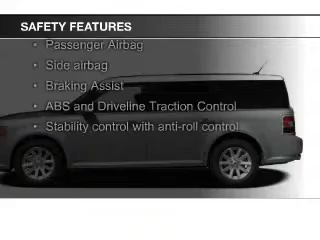 SAFETY FEATURES
• Passenger Airbag
• Side airbag
• Braking Assist
• ABS and Driveline Traction Control
• Stability control with anti-roll control